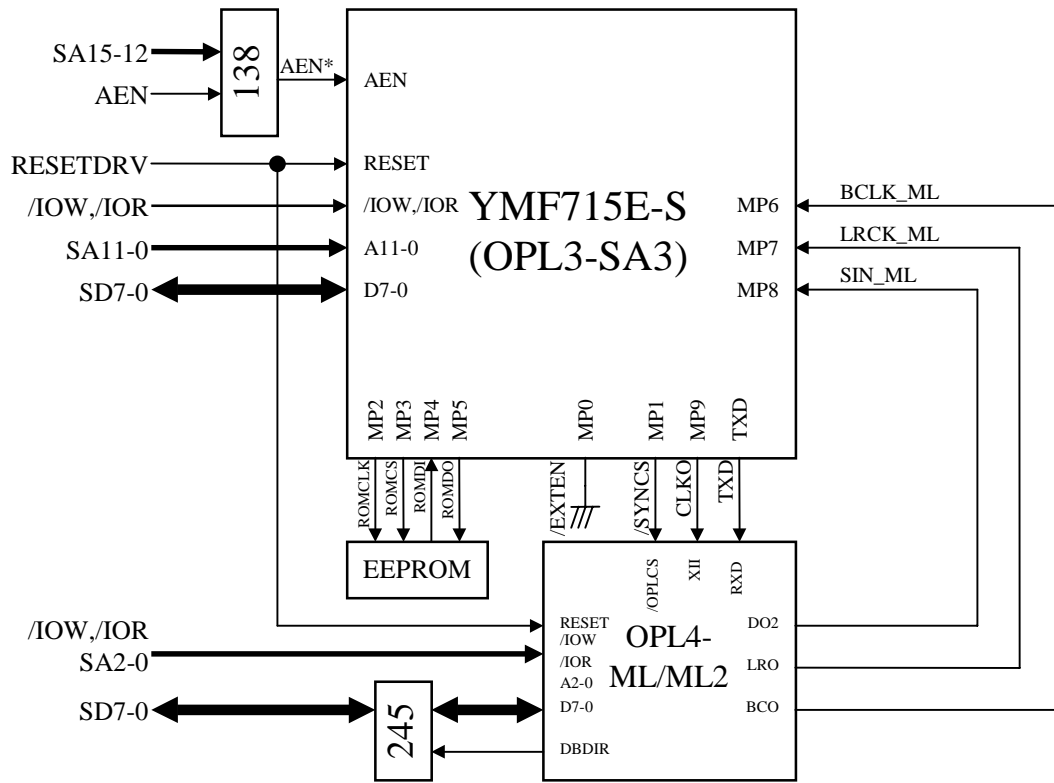 SA15-12
AEN
138
AEN*
AEN
RESETDRV
RESET
/IOW,/IOR
/IOW,/IOR
SA11-0
A11-0
SD7-0
D7-0
YMF715E-S
(OPL3-SA3)
MP6
BCLK_ML
MP7
LRCK_ML
MP8
SIN_ML
MP2
MP3
MP4
MP5
MP0
MP1
MP9
TXD
ROMCLK
ROMCS
ROMDI
ROMDO
/EXTEN
/SYNCS
CLKO
TXD
EEPROM
/OPLCS
XII
RXD
/IOW,/IOR
SA2-0
SD7-0
245
RESET
/IOW
/IOR
A2-0
D7-0
DBDIR
OPL4-
ML/ML2
DO2
LRO
BCO